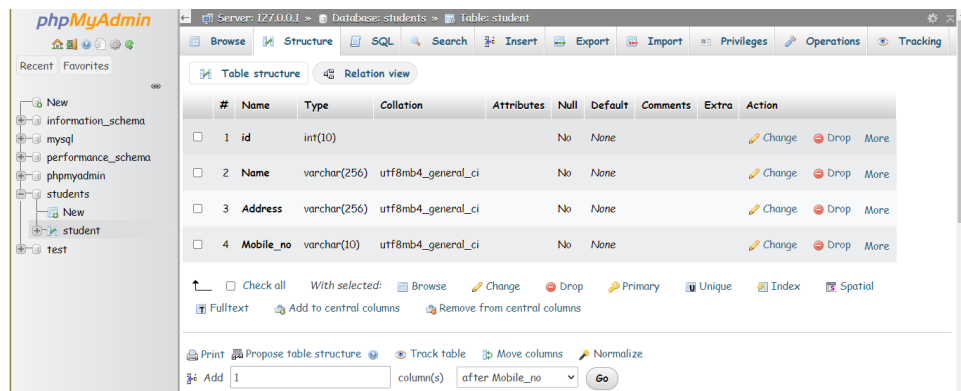 phpMyAdmin
Recent Favorites
New
information_schema
mysql
performance_schema
phpmyadmin
students
New
student
test
Server: 127.0.0.1 » Database: students » Table: student
Browse Structure SQL Search Insert Export Import Privileges Operations Tracking
Table structure Relation view
# Name Type Collation Attributes Null Default Comments Extra Action
1 id int(10) No None Change Drop More
2 Name varchar(256) utf8mb4_general_ci No None Change Drop More
3 Address varchar(256) utf8mb4_general_ci No None Change Drop More
4 Mobile_no varchar(10) utf8mb4_general_ci No None Change Drop More
Check all With selected: Browse Change Drop Primary Unique Index Spatial
Fulltext Add to central columns Remove from central columns
Print Propose table structure Track table Move columns Normalize
Add 1 column(s) after Mobile_no Go